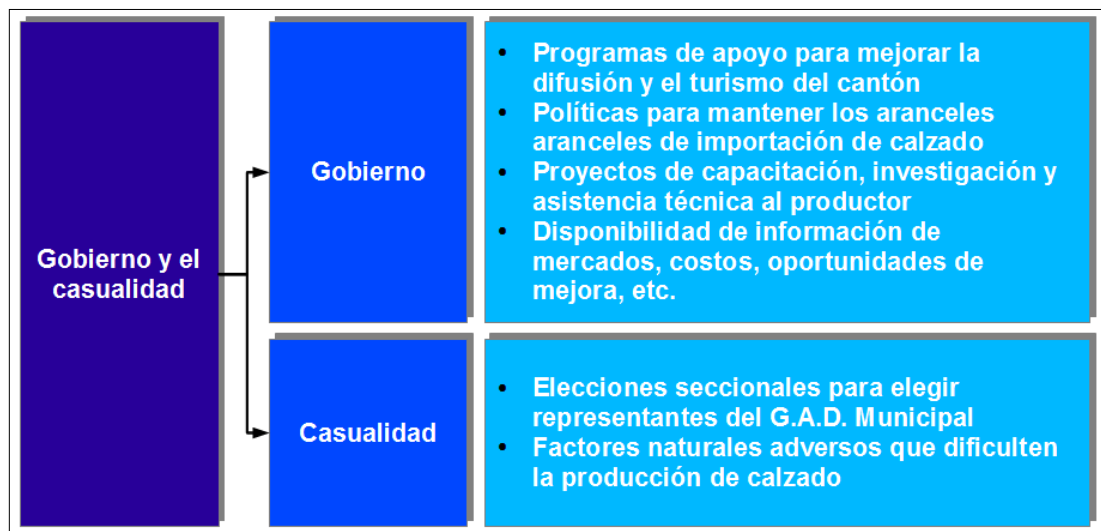 Gobierno y el
casualidad
Gobierno
• Programas de apoyo para mejorar la
difusión y el turismo del cantón
• Políticas para mantener los aranceles
aranceles de importación de calzado
• Proyectos de capacitación, investigación y
asistencia técnica al productor
• Disponibilidad de información de
mercados, costos, oportunidades de
mejora, etc.
Casualidad
• Elecciones seccionales para elegir
representantes del G.A.D. Municipal
• Factores naturales adversos que dificulten
la producción de calzado